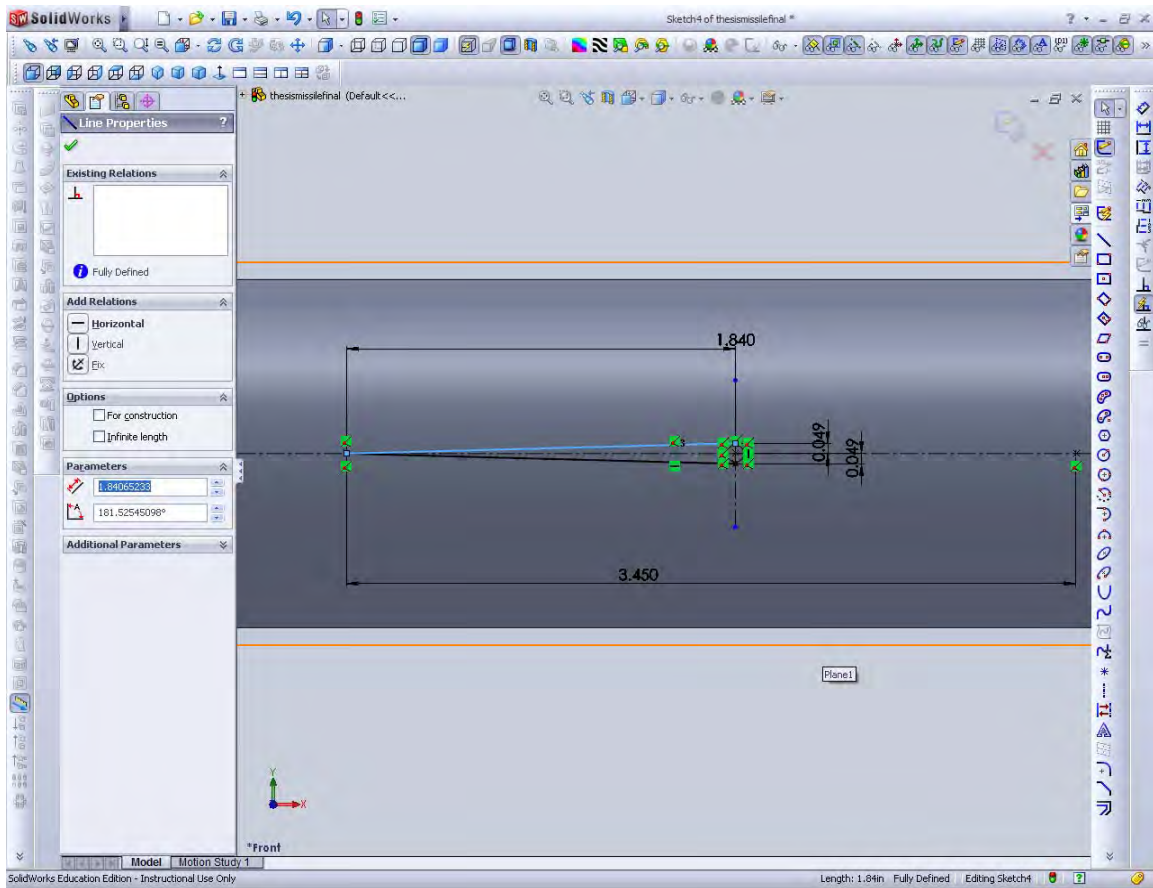 SW SolidWorks
Sketch4 of thesismissilefinal *
thesismissilefinal (Default<<...
Line Properties ?
Existing Relations
Fully Defined
Add Relations
Horizontal
Vertical
Fix
Options
For construction
Infinite length
Parameters
1.84065233
181.52545098°
Additional Parameters
1.840
0.049
0.049
3.450
Plane1
Y
X
*Front
Model Motion Study 1
SolidWorks Education Edition - Instructional Use Only
Length: 1.84in Fully Defined Editing Sketch4